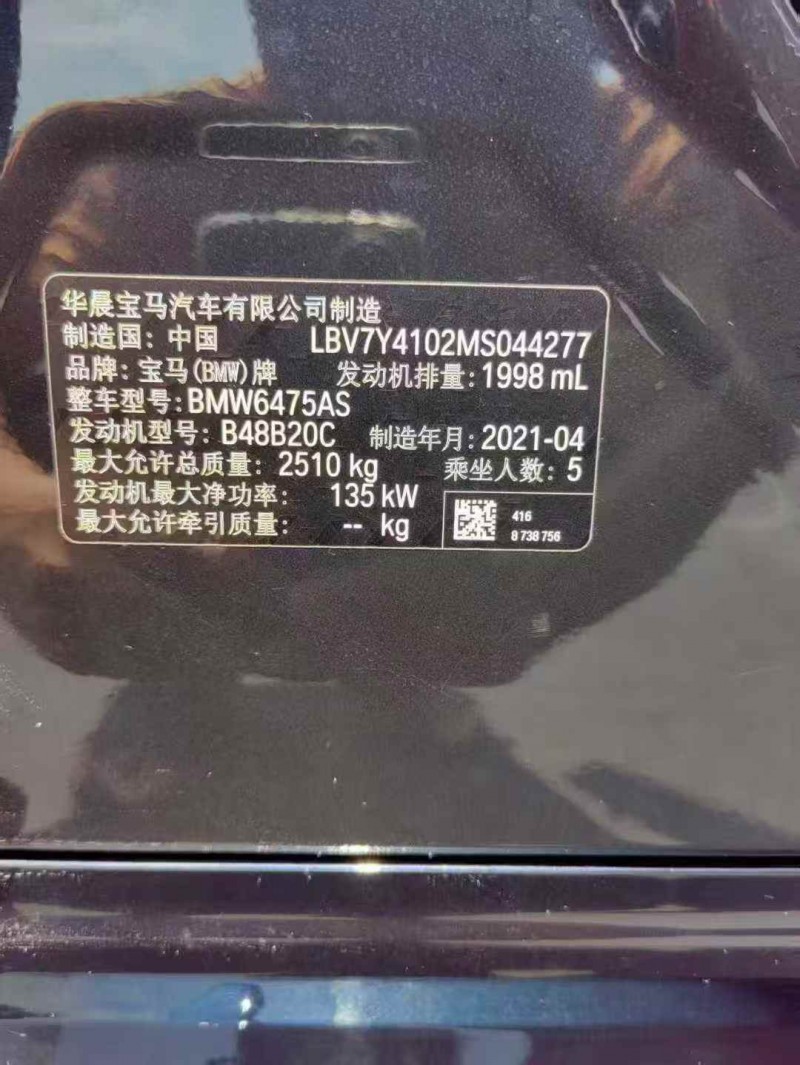 华晨宝马汽车有限公司制造
制造国: 中国 LBV7Y4102MS044277
品牌: 宝马(BMW)牌 发动机排量: 1998 mL
整车型号: BMW6475AS
发动机型号: B48B20C 制造年月: 2021-04
最大允许总质量: 2510 kg 乘坐人数: 5
发动机最大净功率: 135 kW
最大允许牵引质量: -- kg
416
8 738 756